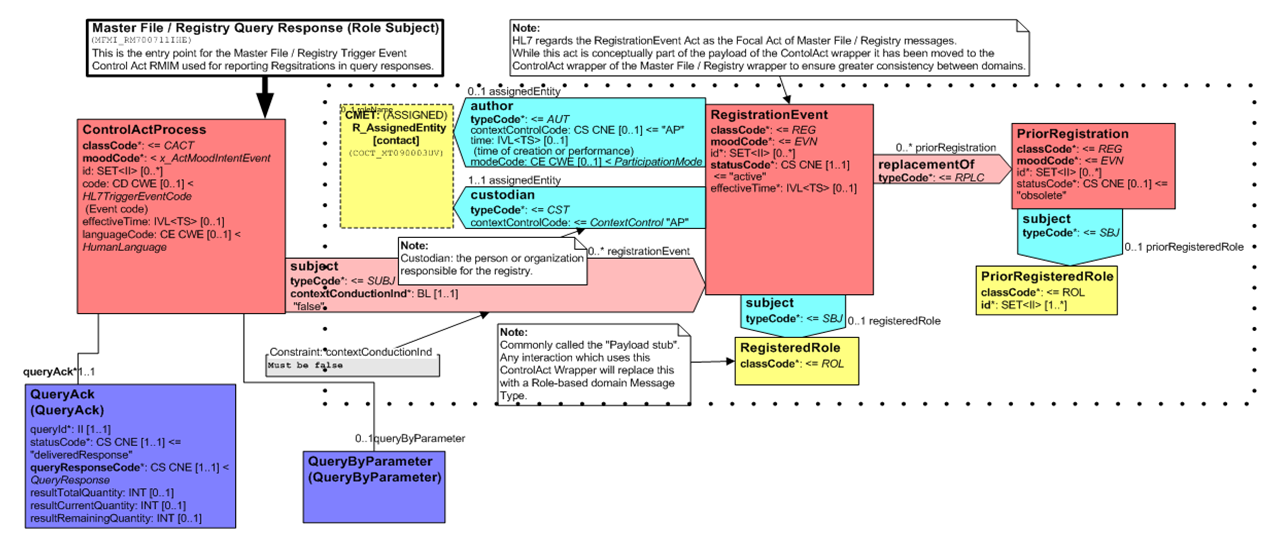 Master File / Registry Query Response (Role Subject)
(MFMI_RM700711IHE)
This is the entry point for the Master File / Registry Trigger Event
Control Act RMIM used for reporting Regsitrations in query responses.
Note:
HL7 regards the RegistrationEvent Act as the Focal Act of Master File / Registry messages.
While this act is conceptually part of the payload of the ContolAct wrapper it has been moved to the
ControlAct wrapper of the Master File / Registry wrapper to ensure greater consistency between domains.
ControlActProcess
classCode*: <= CACT
moodCode* < x_ActMoodIntentEvent
id: SET<II> [0..*]
code: CD CWE [0..1] <
HL7TriggerEventCode
(Event code)
effectiveTime: IVL<TS> [0..1]
languageCode: CE CWE [0..1] <
HumanLanguage
0..1 roleName
CMET: (ASSIGNED)
R_AssignedEntity
[contact]
(COCT_MT090003UV)
0..1 assignedEntity
author
typeCode*: <= AUT
contextControlCode: CS CNE [0..1] <= "AP"
time: IVL<TS> [0..1]
(time of creation or performance)
modeCode: CE CWE [0..1] < ParticipationMode
1..1 assignedEntity
custodian
typeCode*: <= CST
contextControlCode: <= ContextControl "AP"
Note:
Custodian: the person or organization
responsible for the registry.
0..* registrationEvent
subject
typeCode*: <= SUBJ
contextConductionInd*: BL [1..1]
"false"
Constraint: contextConductionInd
Must be false
RegistrationEvent
classCode*: <= REG
moodCode*: <= EVN
id*: SET<II> [0..*]
statusCode*: CS CNE [1..1]
<= "active"
effectiveTime*: IVL<TS> [0..1]
0..* priorRegistration
replacementOf
typeCode*: <= RPLC
PriorRegistration
classCode*: <= REG
moodCode*: <= EVN
id*: SET<II> [0..*]
statusCode*: CS CNE [0..1] <=
"obsolete"
subject
typeCode*: <= SBJ
0..1 priorRegisteredRole
PriorRegisteredRole
classCode*: <= ROL
id*: SET<II> [1..*]
subject
typeCode*: <= SBJ
0..1 registeredRole
RegisteredRole
classCode*: <= ROL
Note:
Commonly called the "Payload stub".
Any interaction which uses this
ControlAct Wrapper will replace this
with a Role-based domain Message
Type.
queryAck*1..1
QueryAck
(QueryAck)
queryId*: II [1..1]
statusCode*: CS CNE [1..1] <=
"deliveredResponse"
queryResponseCode*: CS CNE [1..1] <
QueryResponse
resultTotalQuantity: INT [0..1]
resultCurrentQuantity: INT [0..1]
resultRemainingQuantity: INT [0..1]
0..1queryByParameter
QueryByParameter
(QueryByParameter)